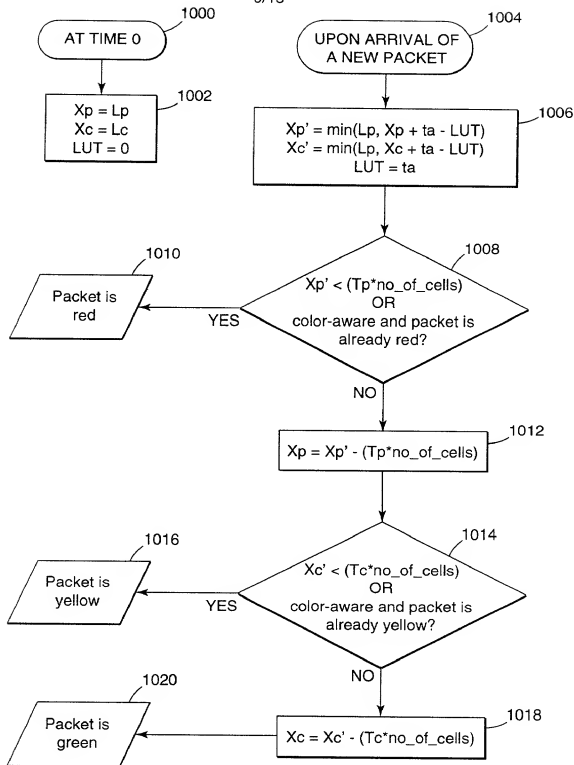 1000
AT TIME 0
1002
Xp = Lp
Xc = Lc
LUT = 0
1004
UPON ARRIVAL OF
A NEW PACKET
1006
Xp' = min(Lp, Xp + ta - LUT)
Xc' = min(Lp, Xc + ta - LUT)
LUT = ta
1008
Xp' < (Tp*no_of_cells)
OR
color-aware and packet is
already red?
YES
1010
Packet is
red
NO
1012
Xp = Xp' - (Tp*no_of_cells)
1014
Xc' < (Tc*no_of_cells)
OR
color-aware and packet is
already yellow?
YES
1016
Packet is
yellow
NO
1018
Xc = Xc' - (Tc*no_of_cells)
1020
Packet is
green